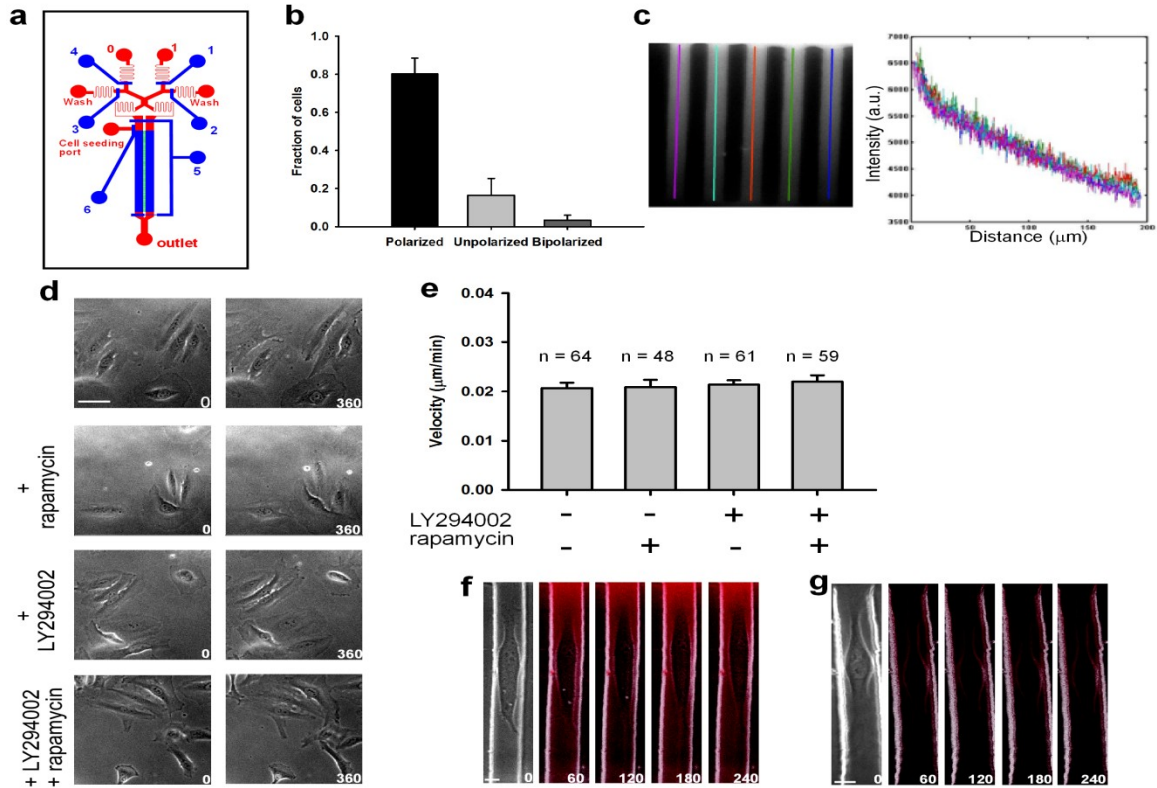 a
0
1
4
1
Wash
Wash
3
2
Cell seeding
port
5
6
outlet
b
Fraction of cells
1.0
0.8
0.6
0.4
0.2
0.0
Polarized Unpolarized Bipolarized
c
Intensity (a.u.)
7000
6500
6000
5500
5000
4500
4000
3500
0 50 100 150 200
Distance (μm)
d
0 360
+ rapamycin
0 360
+ LY294002
0 360
+ LY294002
+ rapamycin
0 360
e
Velocity (μm/min)
0.04
0.03
0.02
0.01
0.00
n = 64 n = 48 n = 61 n = 59
LY294002 - - + +
rapamycin - + - +
f
0 60 120 180 240
g
0 60 120 180 240